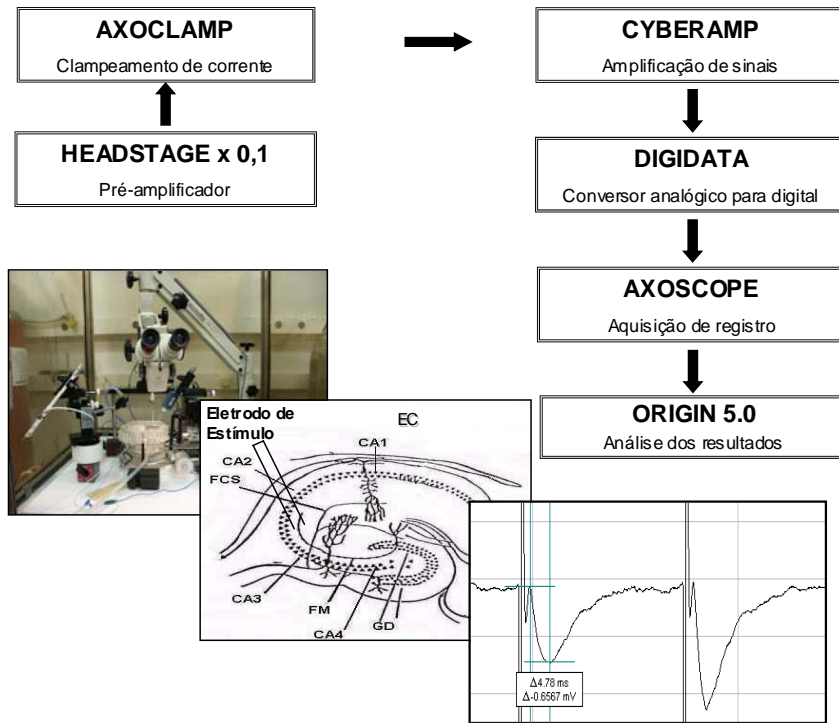 AXOCLAMP
Clampeamento de corrente
HEADSTAGE x 0,1
Pré-amplificador
CYBERAMP
Amplificação de sinais
DIGIDATA
Conversor analógico para digital
AXOSCOPE
Aquisição de registro
ORIGIN 5.0
Análise dos resultados
Eletrodo de
Estímulo
EC
CA1
CA2
FCS
CA3
FM
CA4
GD
Δ4.78 ms
Δ-0.6567 mV